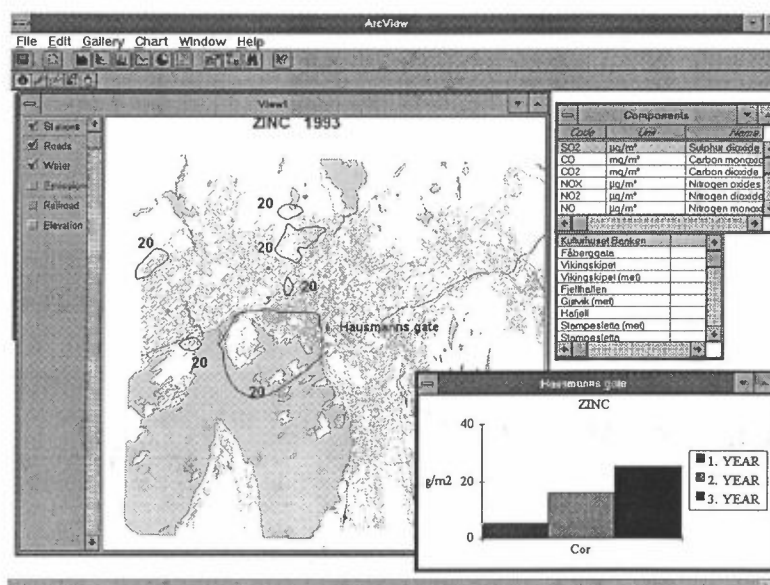 ArcView
File Edit Gallery Chart Window Help
View1
ZINC 1993
Stations
Roads
Water
Emission
Railroad
Elevation
20
20
20
20
20
20
Hausmanns gate
Components
Code Unit Name
SO2 µg/m³ Sulphur dioxide
CO mg/m³ Carbon monoxid
CO2 mg/m³ Carbon dioxide
NOX µg/m³ Nitrogen oxides
NO2 µg/m³ Nitrogen dioxide
NO µg/m³ Nitrogen monoxi
Kulturhuset Banken
Fåberggata
Vikingskipet
Vikingskipet (met)
Fjellhallen
Gjøvik (met)
Hafjell
Stampesletta (met)
Stampesletta
Hausmanns gate
ZINC
40
g/m2 20
0
Cor
1. YEAR
2. YEAR
3. YEAR